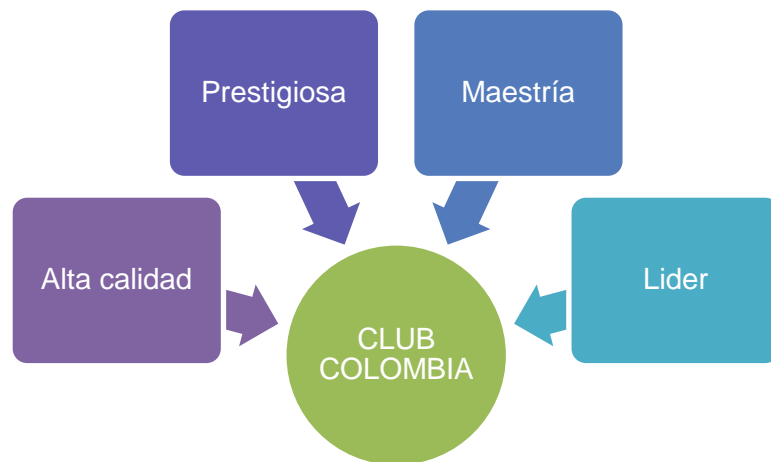 Prestigiosa
Maestría
Alta calidad
Lider
CLUB
COLOMBIA